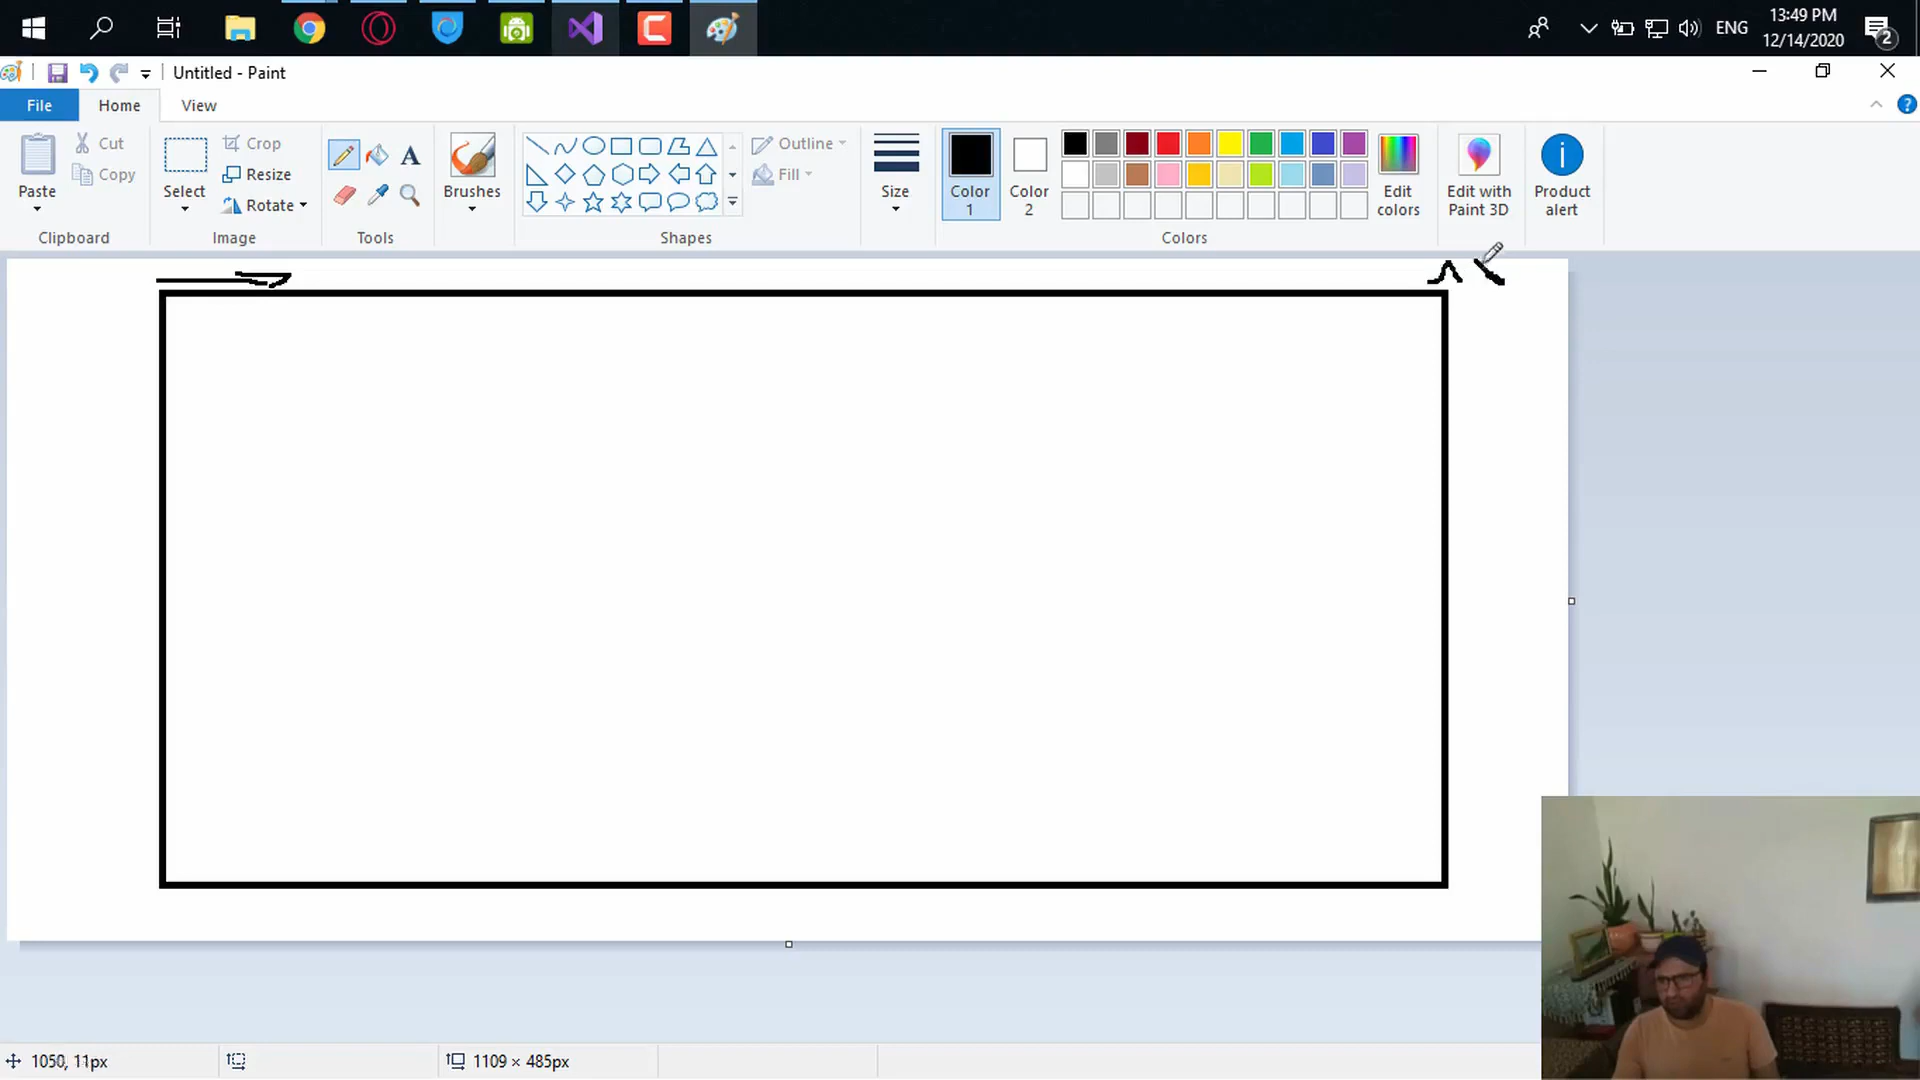 ENG
13:49 PM
12/14/2020
2
Untitled - Paint
File
Home
View
Paste
Cut
Copy
Clipboard
Select
Crop
Resize
Rotate
Image
A
Tools
Brushes
Shapes
Outline
Fill
Size
Color
1
Color
2
Colors
Edit
colors
Edit with
Paint 3D
Product
alert
1050, 11px
1109 × 485px